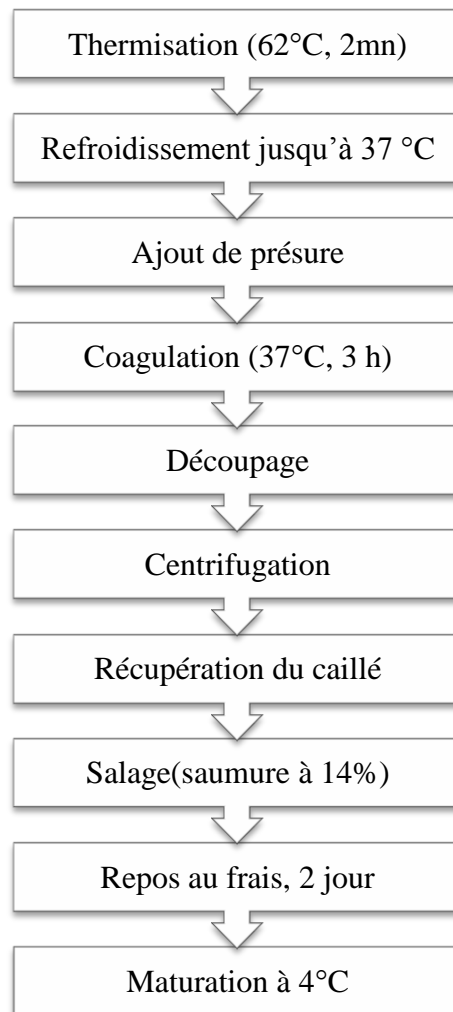 Thermisation (62°C, 2mn)
Refroidissement jusqu’à 37 °C
Ajout de présure
Coagulation (37°C, 3 h)
Découpage
Centrifugation
Récupération du caillé
Salage(saumure à 14%)
Repos au frais, 2 jour
Maturation à 4°C